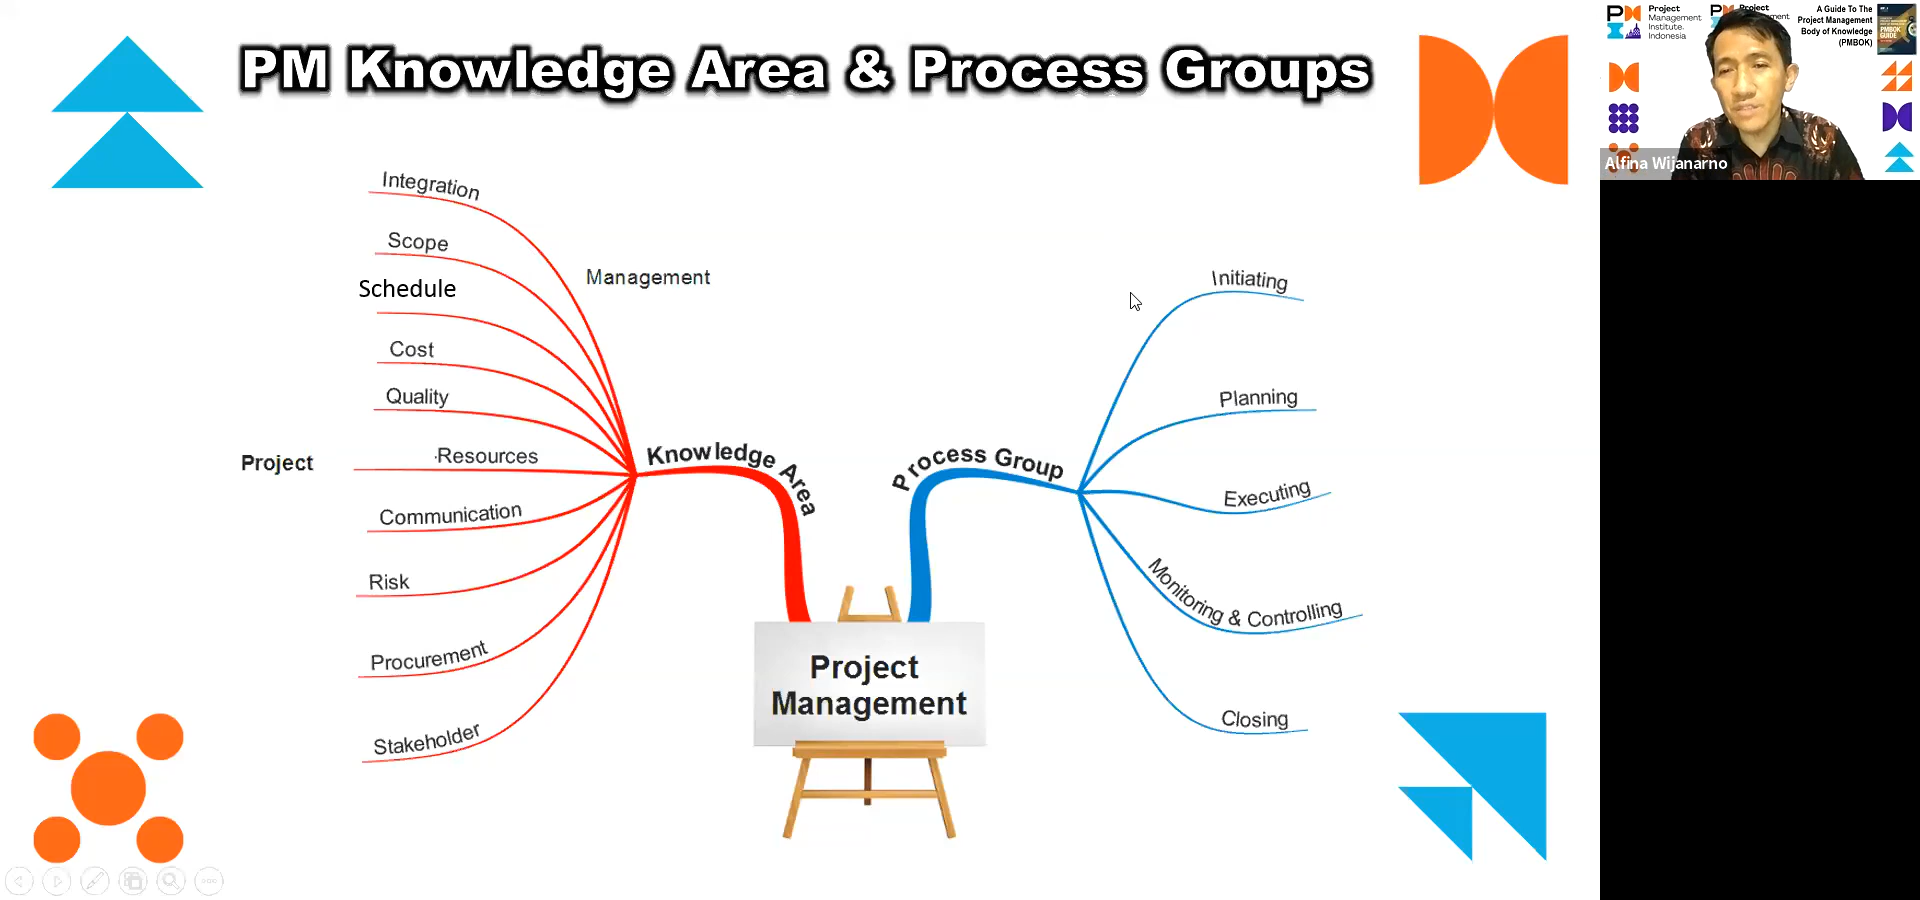 PM Knowledge Area & Process Groups
Integration
Scope
Schedule
Cost
Quality
Project
Resources
Communication
Risk
Procurement
Stakeholder
Management
Knowledge Area
Process Group
Initiating
Planning
Executing
Monitoring & Controlling
Closing
Project
Management
Project
Management
Institute.
Indonesia
A Guide To The
Project Management
Body of Knowledge
(PMBOK)
PMBOK
GUIDE
Alfina Wijanarno